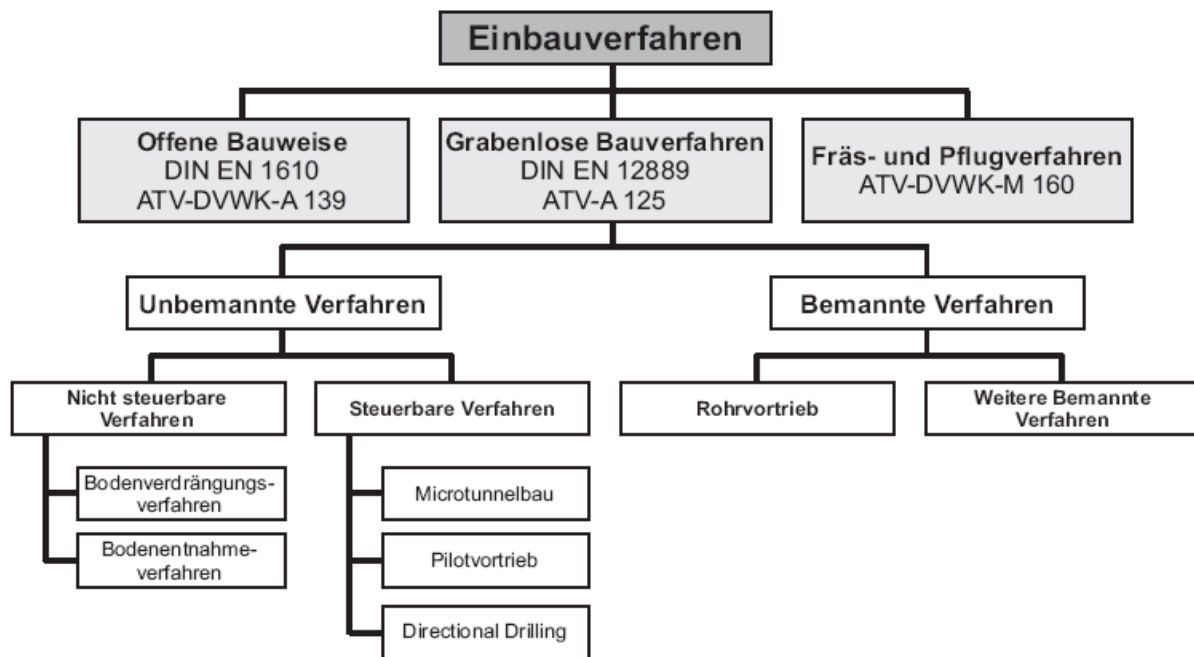 Einbauverfahren
Offene Bauweise
DIN EN 1610
ATV-DVWK-A 139
Grabenlose Bauverfahren
DIN EN 12889
ATV-A 125
Fräs- und Pflugverfahren
ATV-DVWK-M 160
Unbemannte Verfahren
Bemannte Verfahren
Nicht steuerbare
Verfahren
Steuerbare Verfahren
Rohrvortrieb
Weitere Bemannte
Verfahren
Bodenverdrängungs-
verfahren
Bodenentnahme-
verfahren
Microtunnelbau
Pilotvortrieb
Directional Drilling